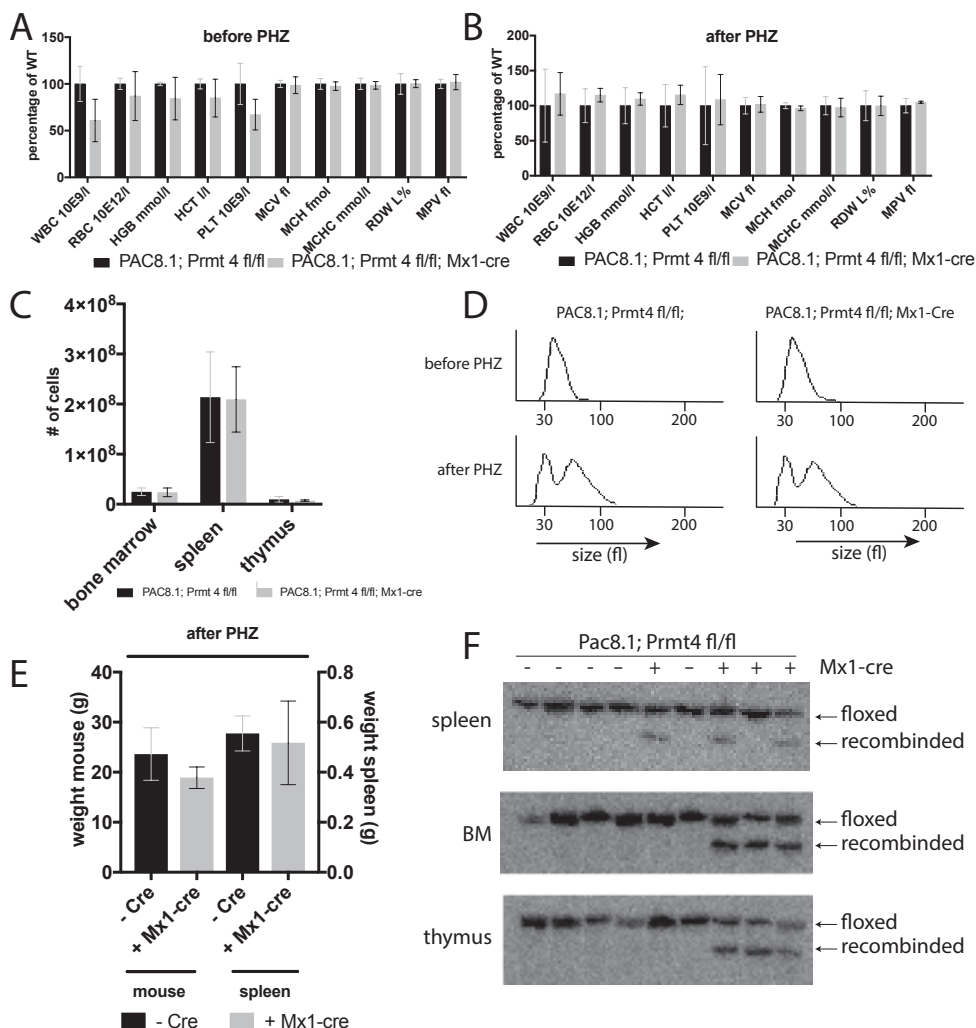 A
before PHZ
percentage of WT
150
100
50
0
WBC 10E9/l
RBC 10E12/l
HGB mmol/l
HCT l/l
PLT 10E9/l
MCV fl
MCH fmol
MCHC mmol/l
RDW L%
MPV fl
PAC8.1; Prmt 4 fl/fl
PAC8.1; Prmt 4 fl/fl; Mx1-cre
B
after PHZ
percentage of WT
200
150
100
50
0
WBC 10E9/l
RBC 10E12/l
HGB mmol/l
HCT l/l
PLT 10E9/l
MCV fl
MCH fmol
MCHC mmol/l
RDW L%
MPV fl
PAC8.1; Prmt 4 fl/fl
PAC8.1; Prmt 4 fl/fl; Mx1-cre
C
# of cells
4×10⁸
3×10⁸
2×10⁸
1×10⁸
0
bone marrow
spleen
thymus
PAC8.1; Prmt 4 fl/fl
PAC8.1; Prmt 4 fl/fl; Mx1-cre
D
PAC8.1; Prmt4 fl/fl;
PAC8.1; Prmt4 fl/fl; Mx1-Cre
before PHZ
30 100 200
30 100 200
after PHZ
30 100 200
30 100 200
size (fl)
size (fl)
E
after PHZ
weight mouse (g)
40
30
20
10
0
weight spleen (g)
0.8
0.6
0.4
0.2
0.0
- Cre
+ Mx1-cre
- Cre
+ Mx1-cre
mouse
spleen
- Cre
+ Mx1-cre
F
Pac8.1; Prmt4 fl/fl
- - - - + - + + + Mx1-cre
spleen
←floxed
←recombinded
BM
←floxed
←recombinded
thymus
←floxed
←recombinded